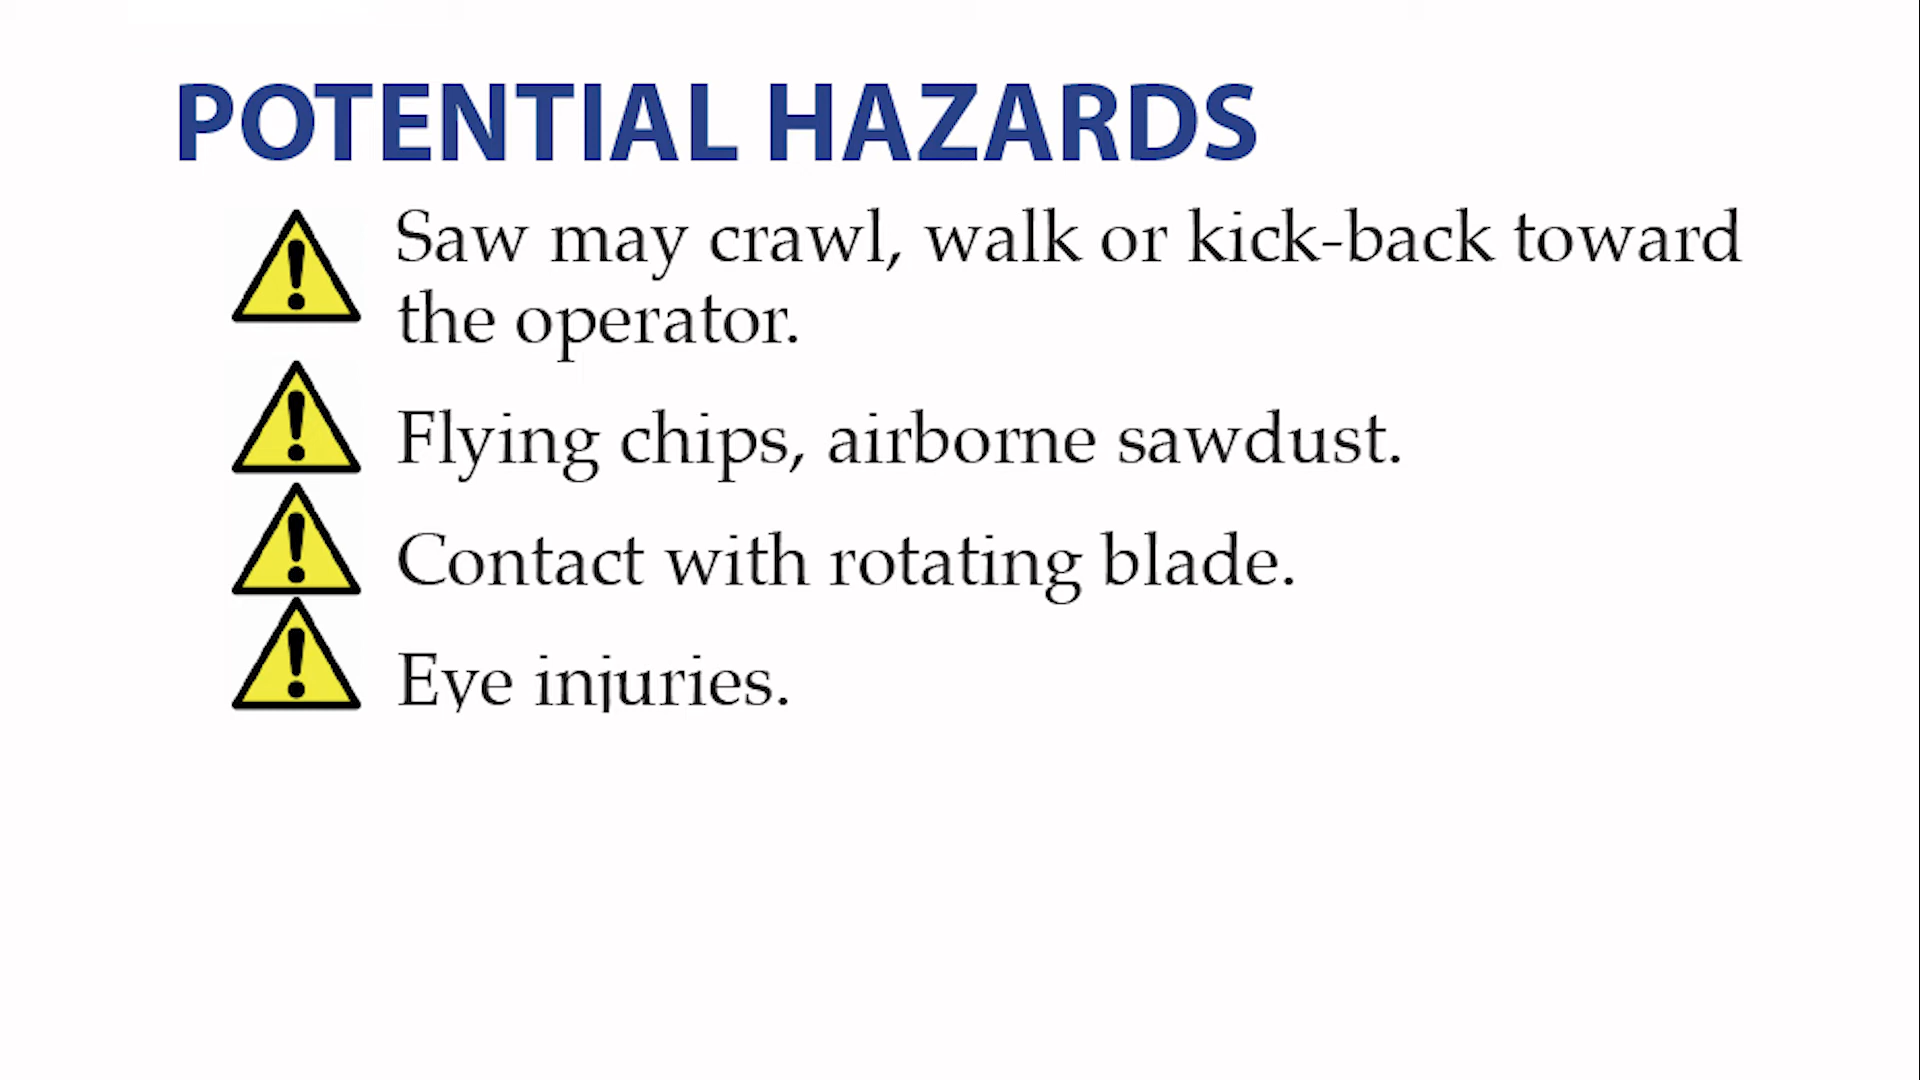 POTENTIAL HAZARDS
Saw may crawl, walk or kick-back toward
the operator.
Flying chips, airborne sawdust.
Contact with rotating blade.
Eye injuries.